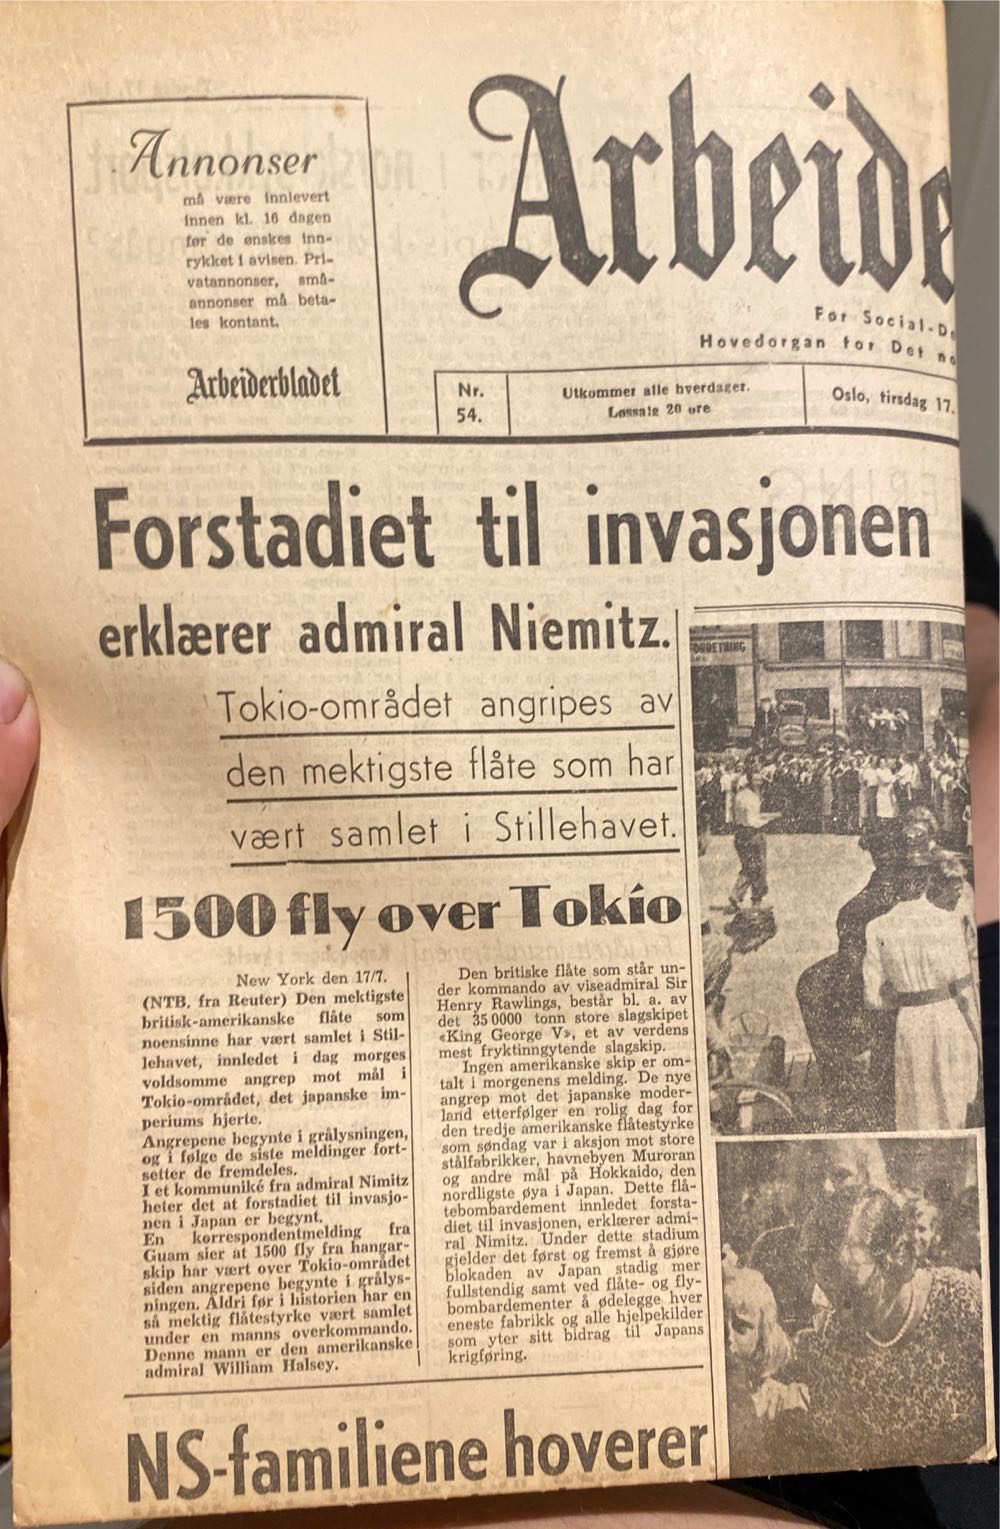 Annonser
må være innlevert
innen kl. 16 dagen
før de ønskes inn-
rykket i avisen. Pri-
vatannonser, små-
annonser må beta-
les kontant.
Arbeiderbladet
Arbeide
For Social-De
Hovedorgan for Det no
Nr.
54.
Utkommer alle hverdager.
Løssalg 20 øre
Oslo, tirsdag 17.
Forstadiet til invasjonen
erklærer admiral Niemitz.
Tokio-området angripes av
den mektigste flåte som har
vært samlet i Stillehavet.
1500 fly over Tokio
New York den 17/7.
(NTB. fra Reuter) Den mektigste
britisk-amerikanske flåte som
noensinne har vært samlet i Stil-
lehavet, innledet i dag morges
voldsomme angrep mot mål i
Tokio-området, det japanske im-
periums hjerte.
Angrepene begynte i grålysningen,
og i følge de siste meldinger fort-
setter de fremdeles.
I et kommuniké fra admiral Nimitz
heter det at forstadiet til invasjo-
nen i Japan er begynt.
En korrespondentmelding fra
Guam sier at 1500 fly fra hangar-
skip har vært over Tokio-området
siden angrepene begynte i grålys-
ningen. Aldri før i historien har en
så mektig flåtestyrke vært samlet
under en manns overkommando.
Denne mann er den amerikanske
admiral William Halsey.
Den britiske flåte som står un-
der kommando av viseadmiral Sir
Henry Rawlings, består bl. a. av
det 35 0000 tonn store slagskipet
«King George V», et av verdens
mest fryktinngytende slagskip.
Ingen amerikanske skip er om-
talt i morgenens melding. De nye
angrep mot det japanske moder-
land etterfølger en rolig dag for
den tredje amerikanske flåtestyrke
som søndag var i aksjon mot store
stålfabrikker, havnebyen Muroran
og andre mål på Hokkaido, den
nordligste øya i Japan. Dette flå-
tebombardement innledet forsta-
diet til invasjonen, erklærer admi-
ral Nimitz. Under dette stadium
gjelder det først og fremst å gjøre
blokaden av Japan stadig mer
fullstendig samt ved flåte- og fly-
bombardementer å ødelegge hver
eneste fabrikk og alle hjelpekilder
som yter sitt bidrag til Japans
krigføring.
NS-familiene hoverer